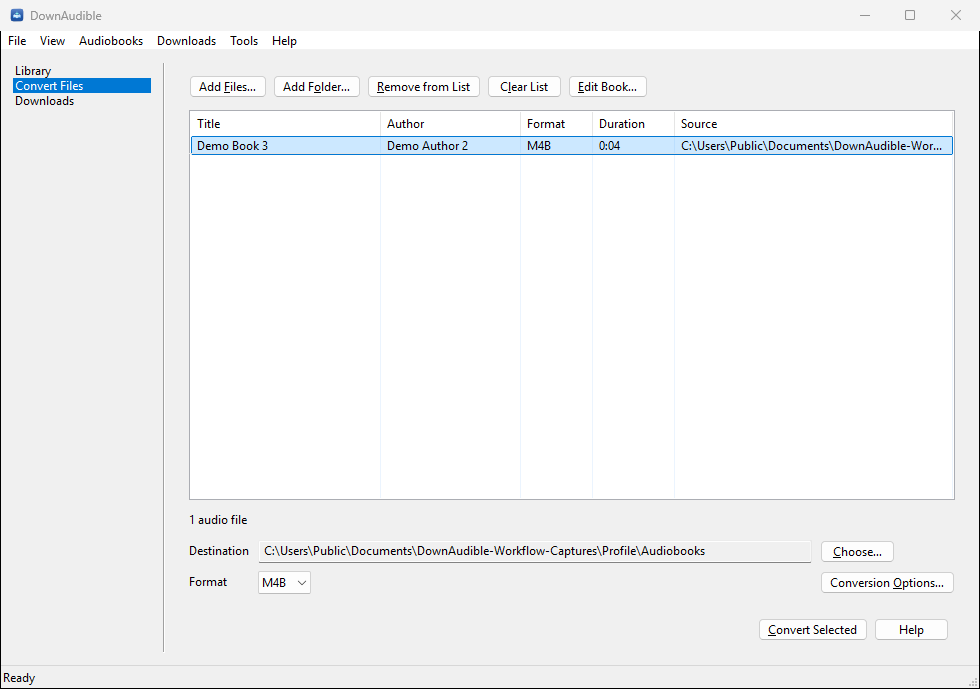 DownAudible
File View Audiobooks Downloads Tools Help
Library
Convert Files
Downloads
Add Files... Add Folder... Remove from List Clear List Edit Book...
Title Author Format Duration Source
Demo Book 3 Demo Author 2 M4B 0:04 C:\Users\Public\Documents\DownAudible-Wor...
1 audio file
Destination C:\Users\Public\Documents\DownAudible-Workflow-Captures\Profile\Audiobooks Choose...
Format M4B Conversion Options...
Convert Selected Help
Ready